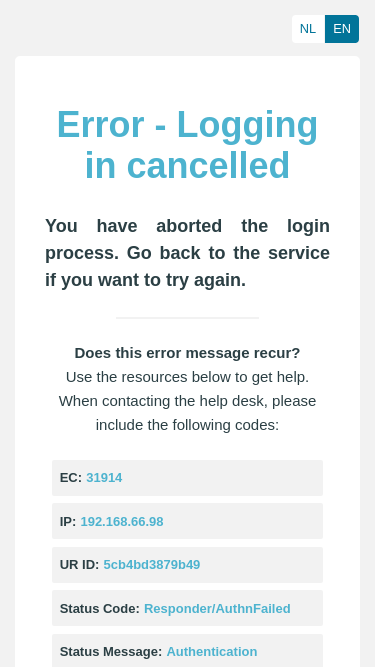 NL EN
Error - Logging
in cancelled
You have aborted the login
process. Go back to the service
if you want to try again.
Does this error message recur?
Use the resources below to get help.
When contacting the help desk, please
include the following codes:
EC: 31914
IP: 192.168.66.98
UR ID: 5cb4bd3879b49
Status Code: Responder/AuthnFailed
Status Message: Authentication